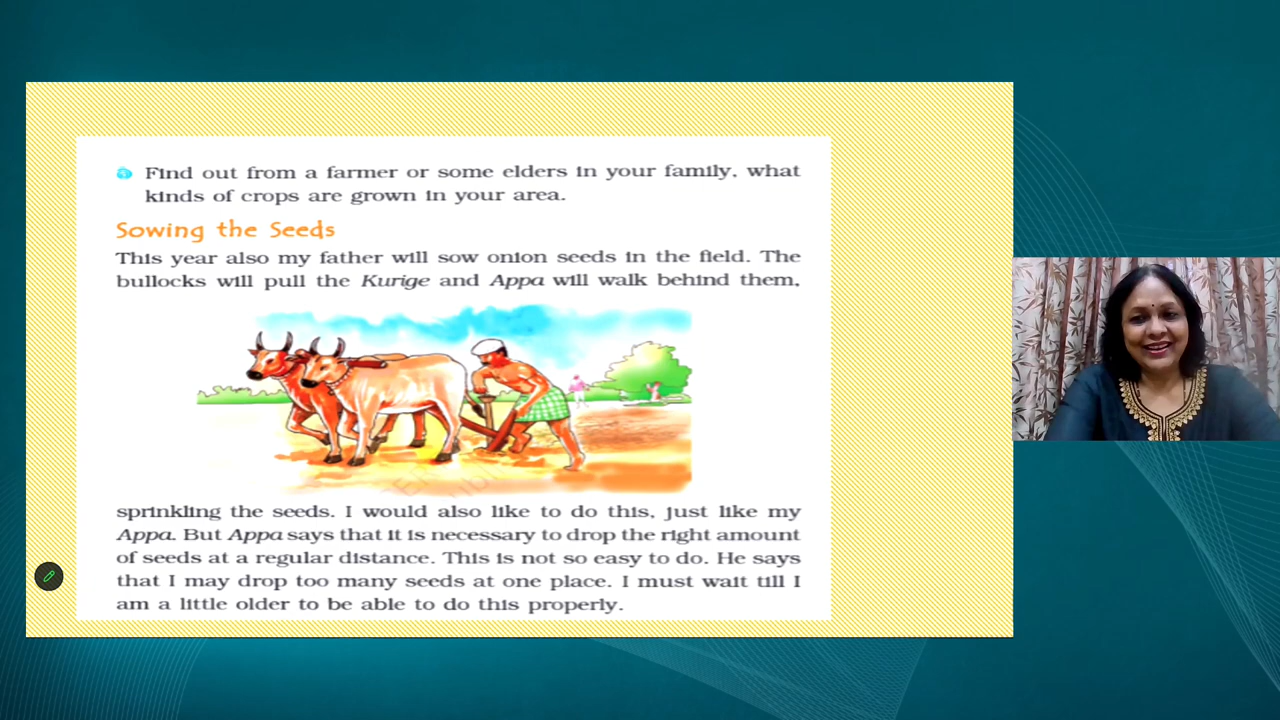 Find out from a farmer or some elders in your family, what
kinds of crops are grown in your area.
Sowing the Seeds
This year also my father will sow onion seeds in the field. The
bullocks will pull the Kurige and Appa will walk behind them,
sprinkling the seeds. I would also like to do this, just like my
Appa. But Appa says that it is necessary to drop the right amount
of seeds at a regular distance. This is not so easy to do. He says
that I may drop too many seeds at one place. I must wait till I
am a little older to be able to do this properly.